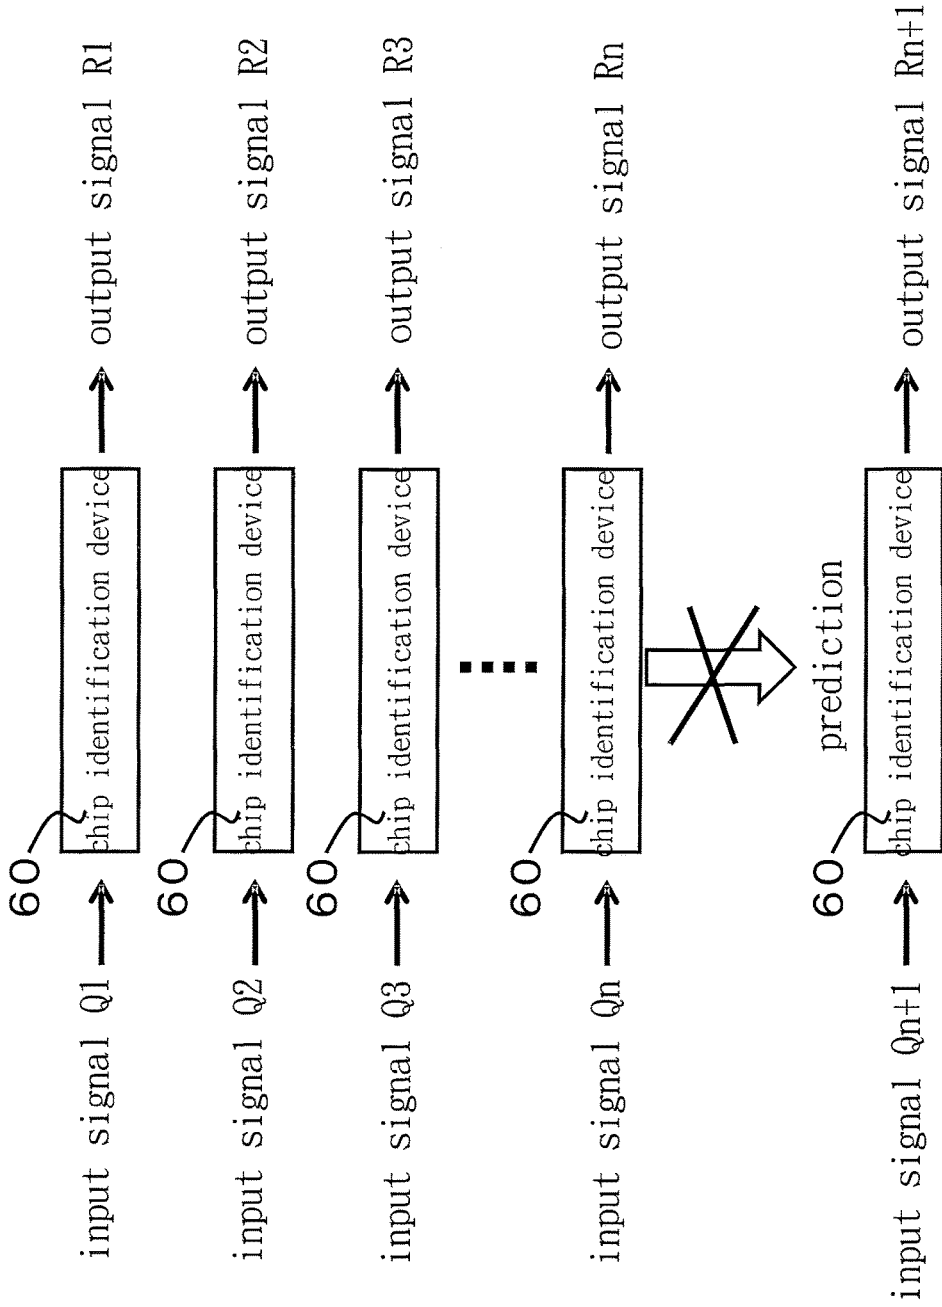 60
input signal Q1 chip identification device output signal R1
60
input signal Q2 chip identification device output signal R2
60
input signal Q3 chip identification device output signal R3
60
input signal Qn chip identification device output signal Rn
prediction
60
input signal Qn+1 chip identification device output signal Rn+1